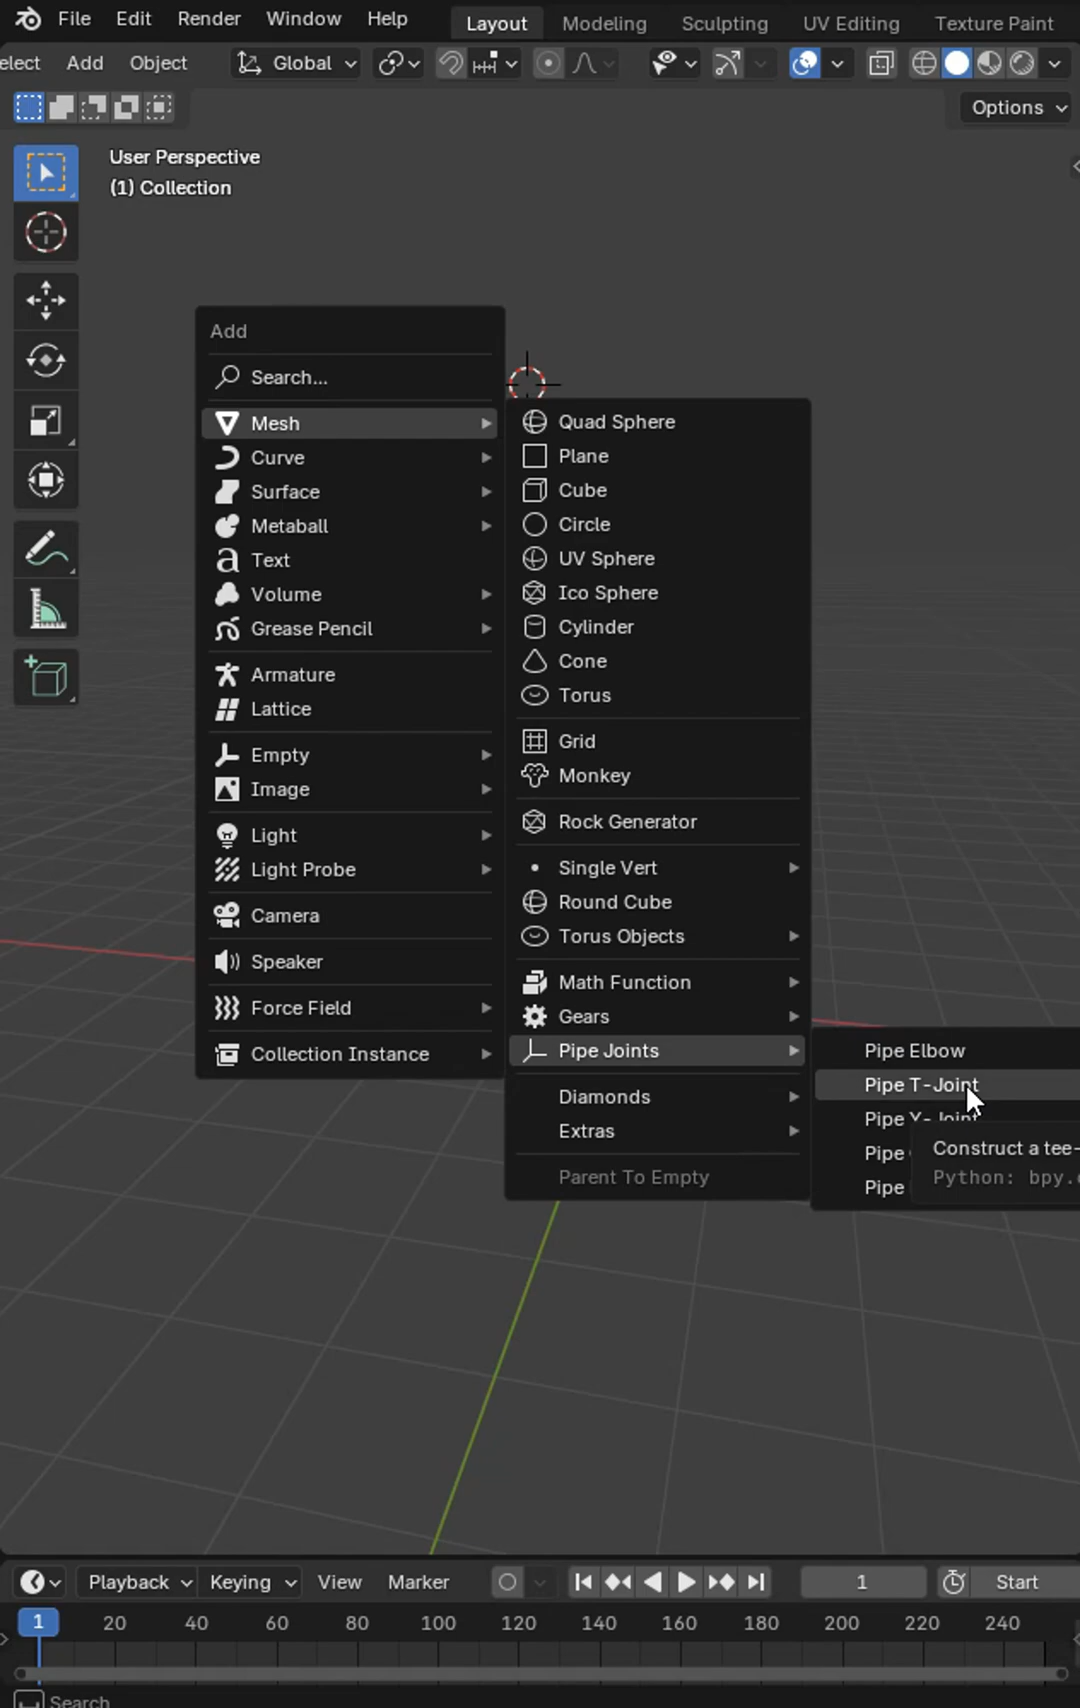 File Edit Render Window Help Layout Modeling Sculpting UV Editing Texture Paint
elect Add Object Global
Options
User Perspective
(1) Collection
Add
Search...
Mesh
Curve
Surface
Metaball
Text
Volume
Grease Pencil
Armature
Lattice
Empty
Image
Light
Light Probe
Camera
Speaker
Force Field
Collection Instance
Quad Sphere
Plane
Cube
Circle
UV Sphere
Ico Sphere
Cylinder
Cone
Torus
Grid
Monkey
Rock Generator
Single Vert
Round Cube
Torus Objects
Math Function
Gears
Pipe Joints
Diamonds
Extras
Parent To Empty
Pipe Elbow
Pipe T-Joint
Pipe Y-Joint
Pipe
Pipe
Construct a tee-
Python: bpy.
Playback Keying View Marker 1 Start
1 20 40 60 80 100 120 140 160 180 200 220 240
Search